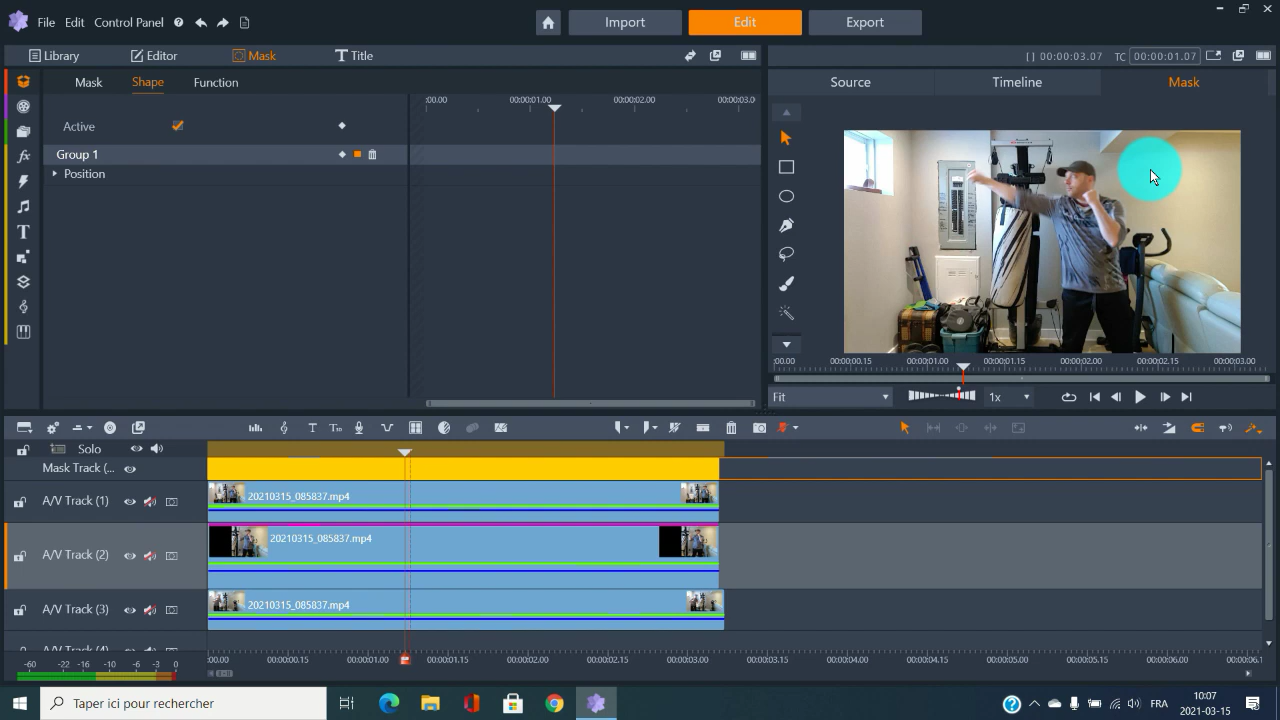 File Edit Control Panel
Import Edit Export
Library Editor Mask Title
[] 00:00:03.07 TC 00:00:01.07
Mask Shape Function
Source Timeline Mask
:00.00 00:00:01.00 00:00:02.00 00:00:03.0
Active
Group 1
Position
:00.00 00:00:00.15 00:00:01.00 00:00:01.15 00:00:02.00 00:00:02.15 00:00:03.00
Fit 1x
Solo
Mask Track (...
A/V Track (1) 20210315_085837.mp4
A/V Track (2) 20210315_085837.mp4
A/V Track (3) 20210315_085837.mp4
-60 -22 -16 -10 -6 -3 0
:00.00 00:00:00.15 00:00:01.00 00:00:01.15 00:00:02.00 00:00:02.15 00:00:03.00 00:00:04.00 00:00:04.15 00:00:05.00 00:00:05.15 00:00:06.00 00:00:06.1
Taper ici pour rechercher
FRA
10:07
2021-03-15